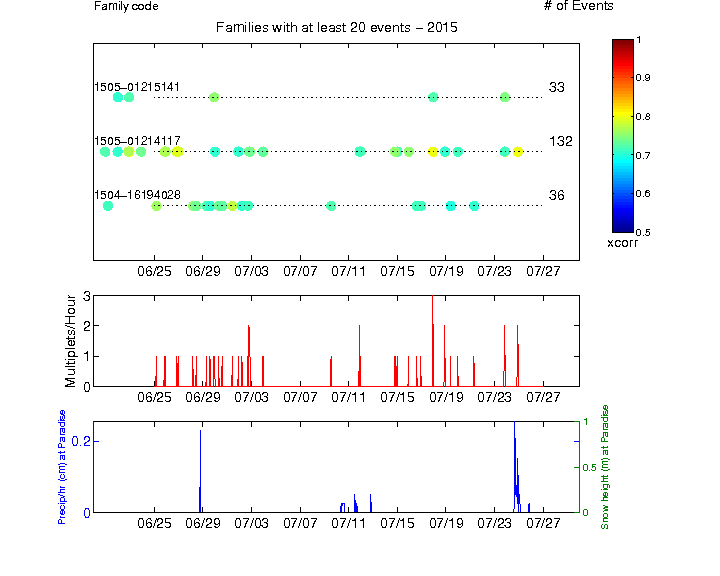 Family code # of Events
Families with at least 20 events – 2015
1505–01215141 33
1505–01214117 132
1504–16194028 36
1
0.9
0.8
0.7
0.6
0.5
xcorr
06/25 06/29 07/03 07/07 07/11 07/15 07/19 07/23 07/27
Multiplets/Hour
3
2
1
0
06/25 06/29 07/03 07/07 07/11 07/15 07/19 07/23 07/27
Precip/hr (cm) at Paradise
0.2
0
1
0.5
0
Snow height (m) at Paradise
06/25 06/29 07/03 07/07 07/11 07/15 07/19 07/23 07/27